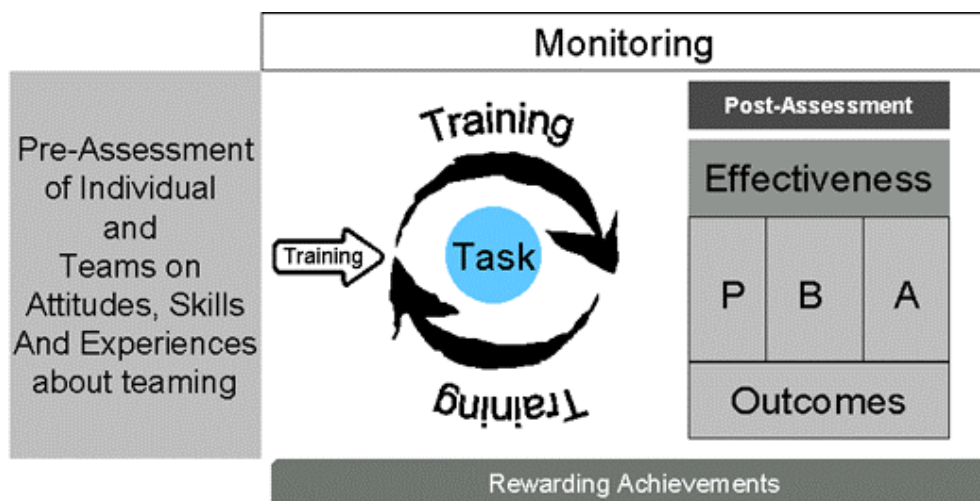 Monitoring
Pre-Assessment
of Individual
and
Teams on
Attitudes, Skills
And Experiences
about teaming
Training
Training
Task
Training
Post-Assessment
Effectiveness
P B A
Outcomes
Rewarding Achievements